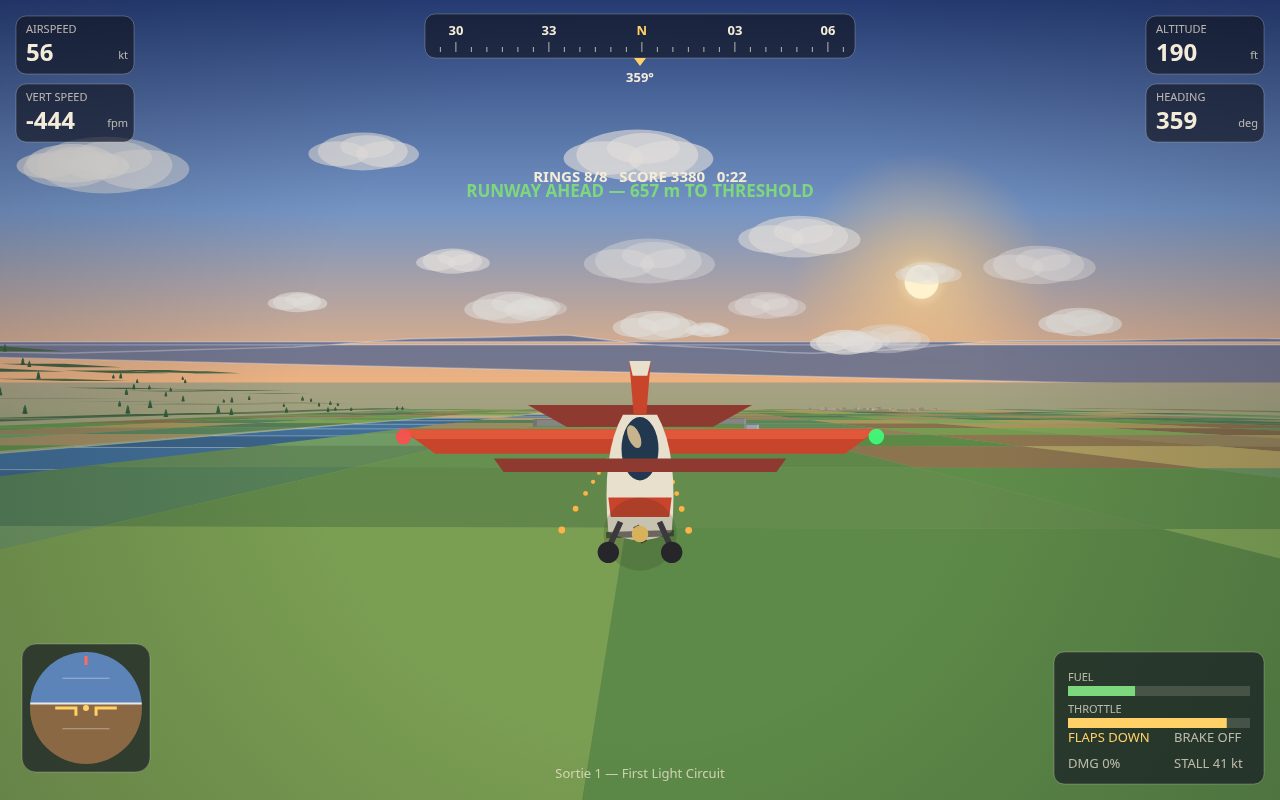 AIRSPEED
56 kt
VERT SPEED
-444 fpm
30 33 N 03 06
359°
ALTITUDE
190 ft
HEADING
359 deg
RINGS 8/8 SCORE 3380 0:22
RUNWAY AHEAD — 657 m TO THRESHOLD
FUEL
THROTTLE
FLAPS DOWN BRAKE OFF
DMG 0% STALL 41 kt
Sortie 1 — First Light Circuit